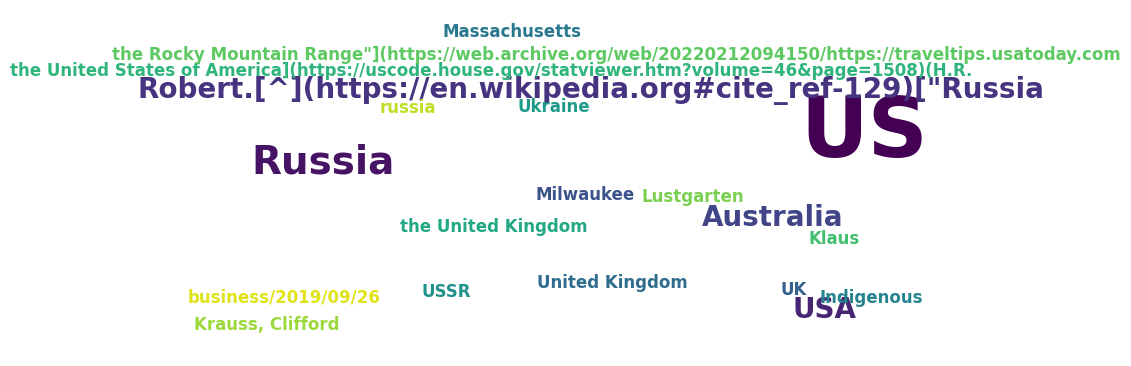 Massachusetts
the Rocky Mountain Range"](https://web.archive.org/web/20220212094150/https://traveltips.usatoday.com
the United States of America](https://uscode.house.gov/statviewer.htm?volume=46&page=1508)(H.R.
Robert.[^](https://en.wikipedia.org#cite_ref-129)["Russia
russia
Ukraine
US
Russia
Milwaukee
Lustgarten
Australia
the United Kingdom
Klaus
United Kingdom
USSR
UK
business/2019/09/26
Indigenous
USA
Krauss, Clifford